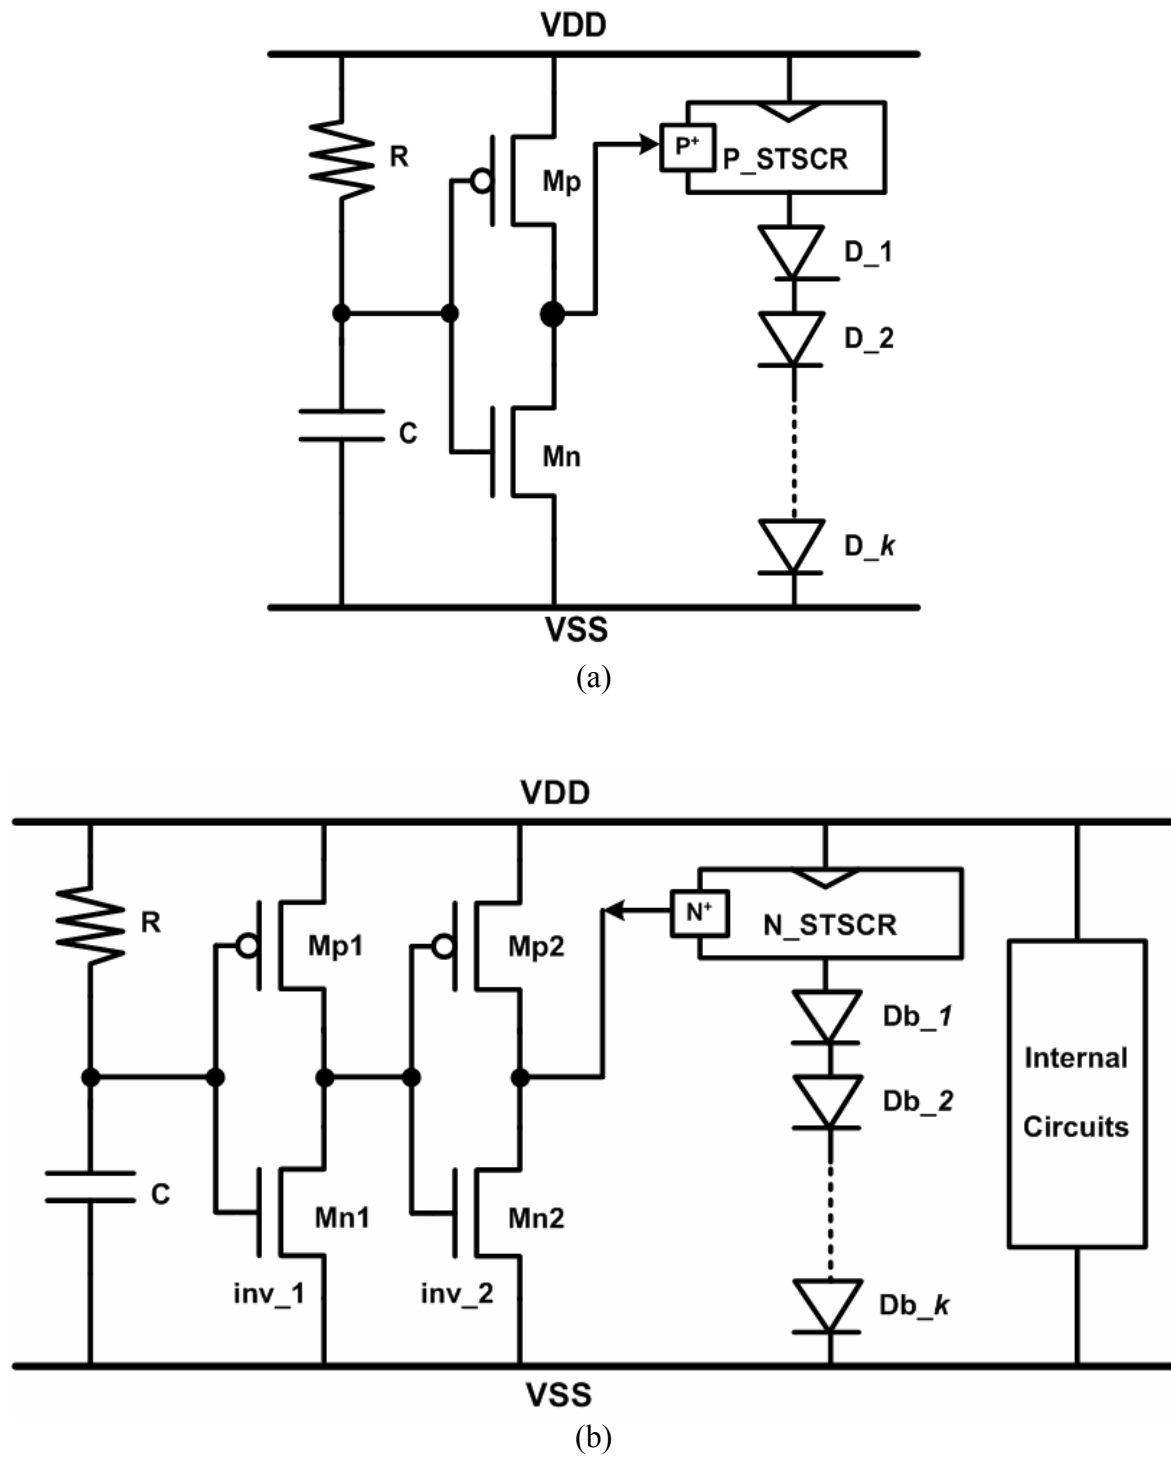 VDD
R
Mp
P+
P_STSCR
D_1
D_2
C
Mn
D_k
VSS
(a)
VDD
R
Mp1
Mp2
N+
N_STSCR
Db_1
Db_2
Internal
Circuits
C
Mn1
Mn2
inv_1
inv_2
Db_k
VSS
(b)